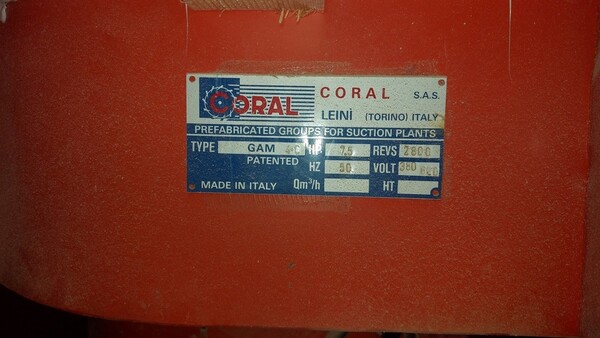 CORAL CORAL S.A.S.
LEINÌ (TORINO) ITALY
PREFABRICATED GROUPS FOR SUCTION PLANTS
TYPE GAM HP 7,5 REVS 2800
PATENTED HZ 50 VOLT 380
MADE IN ITALY Qm³/h HT